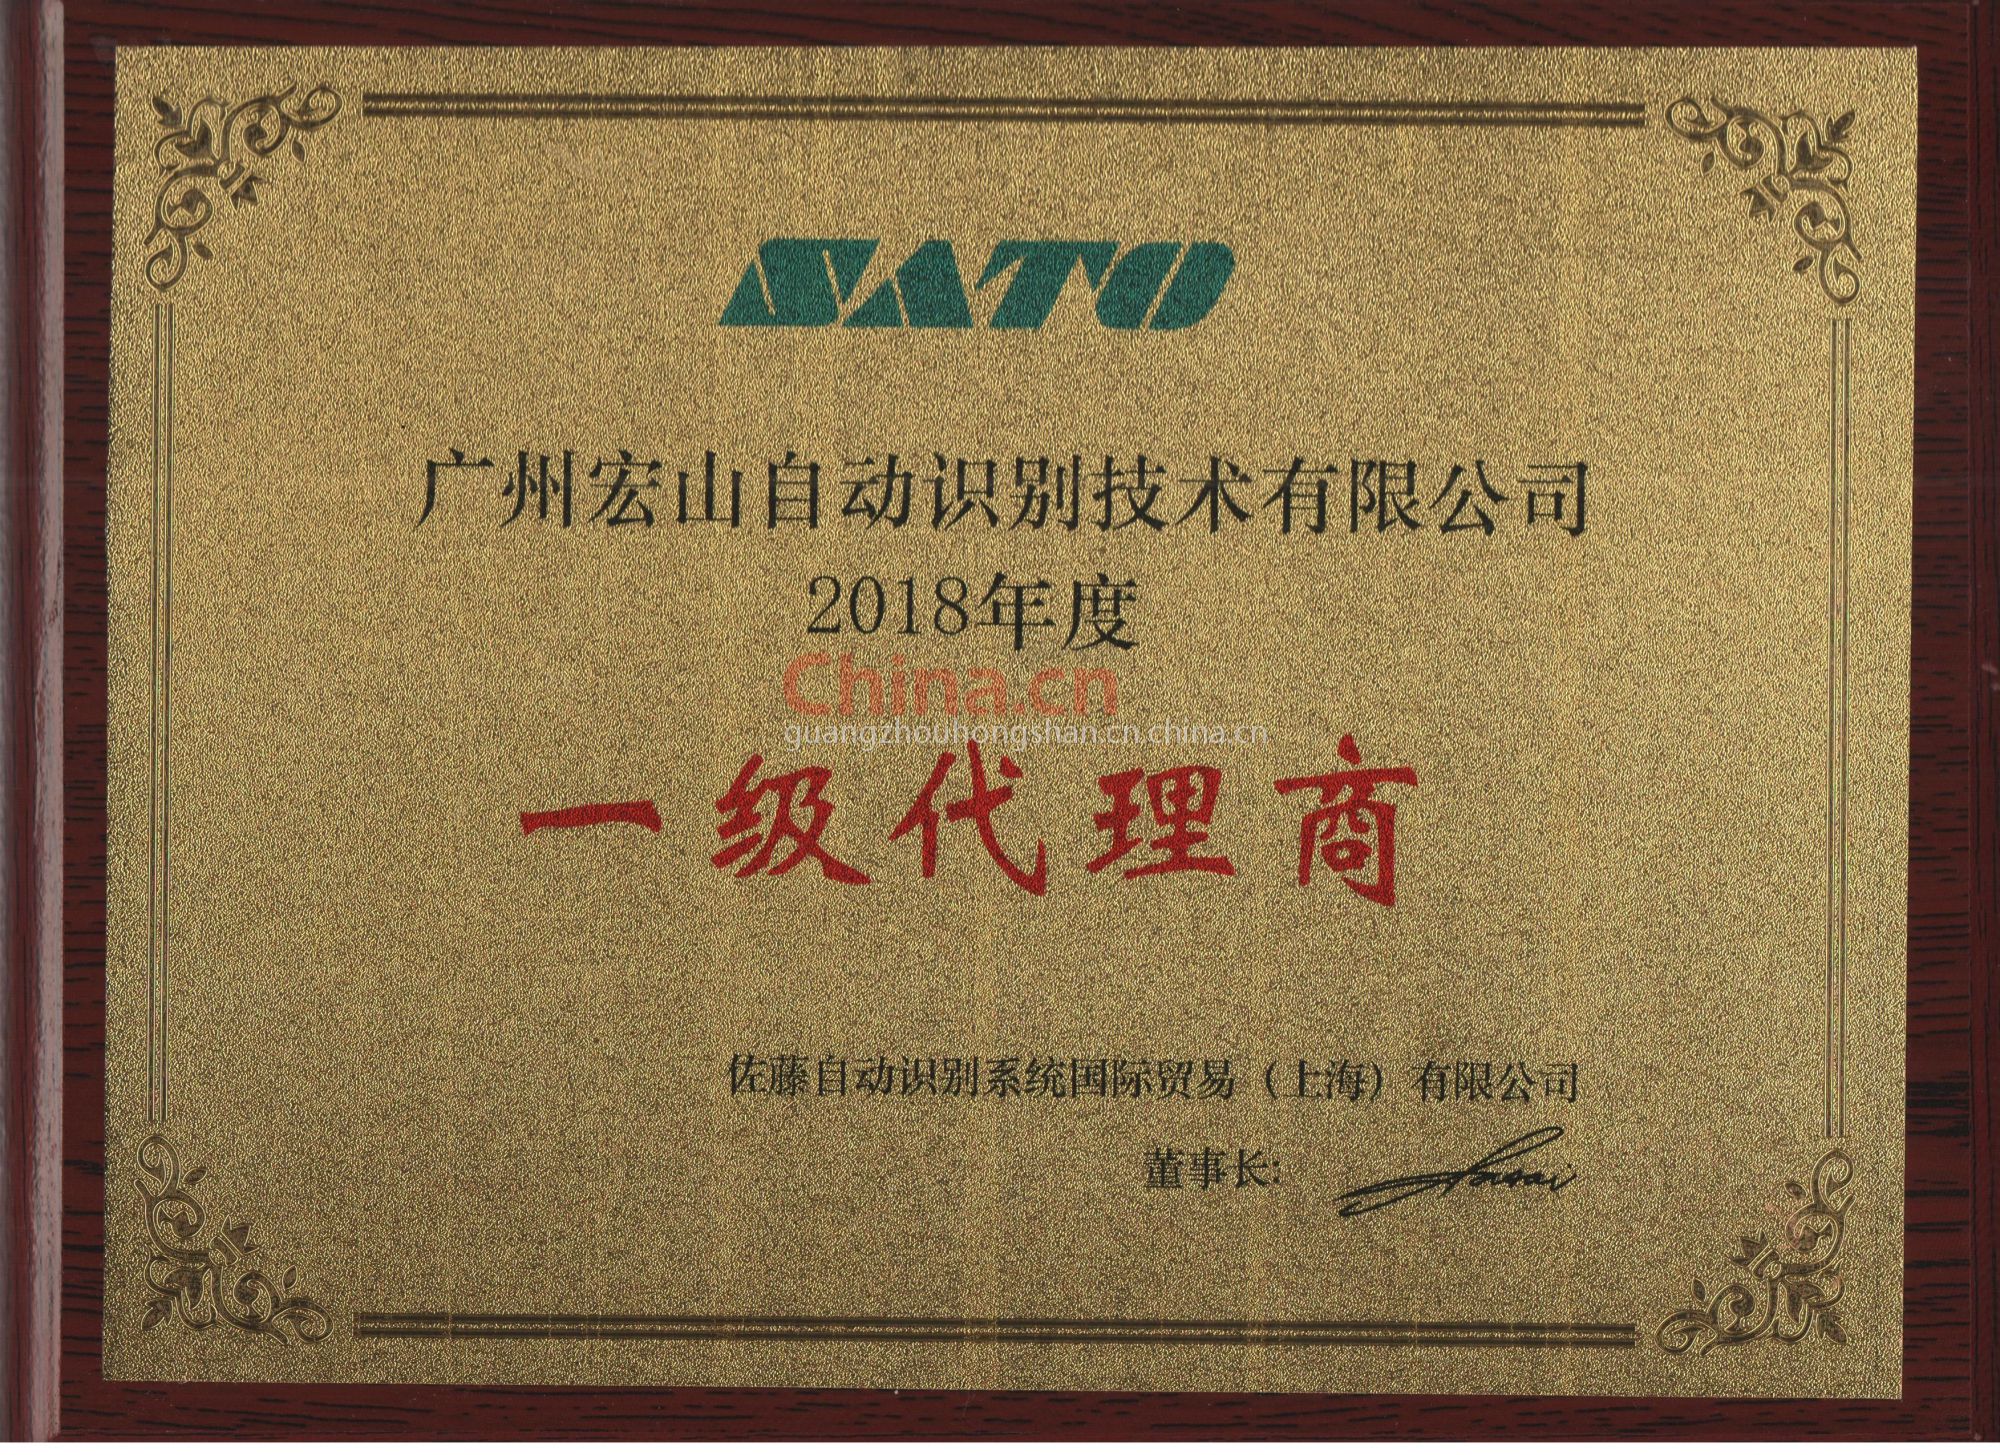 SATO
广州宏山自动识别技术有限公司
2018年度
China.cn
guangzhouhongshan.cn.china.cn
一级代理商
佐藤自动识别系统国际贸易（上海）有限公司
董事长: